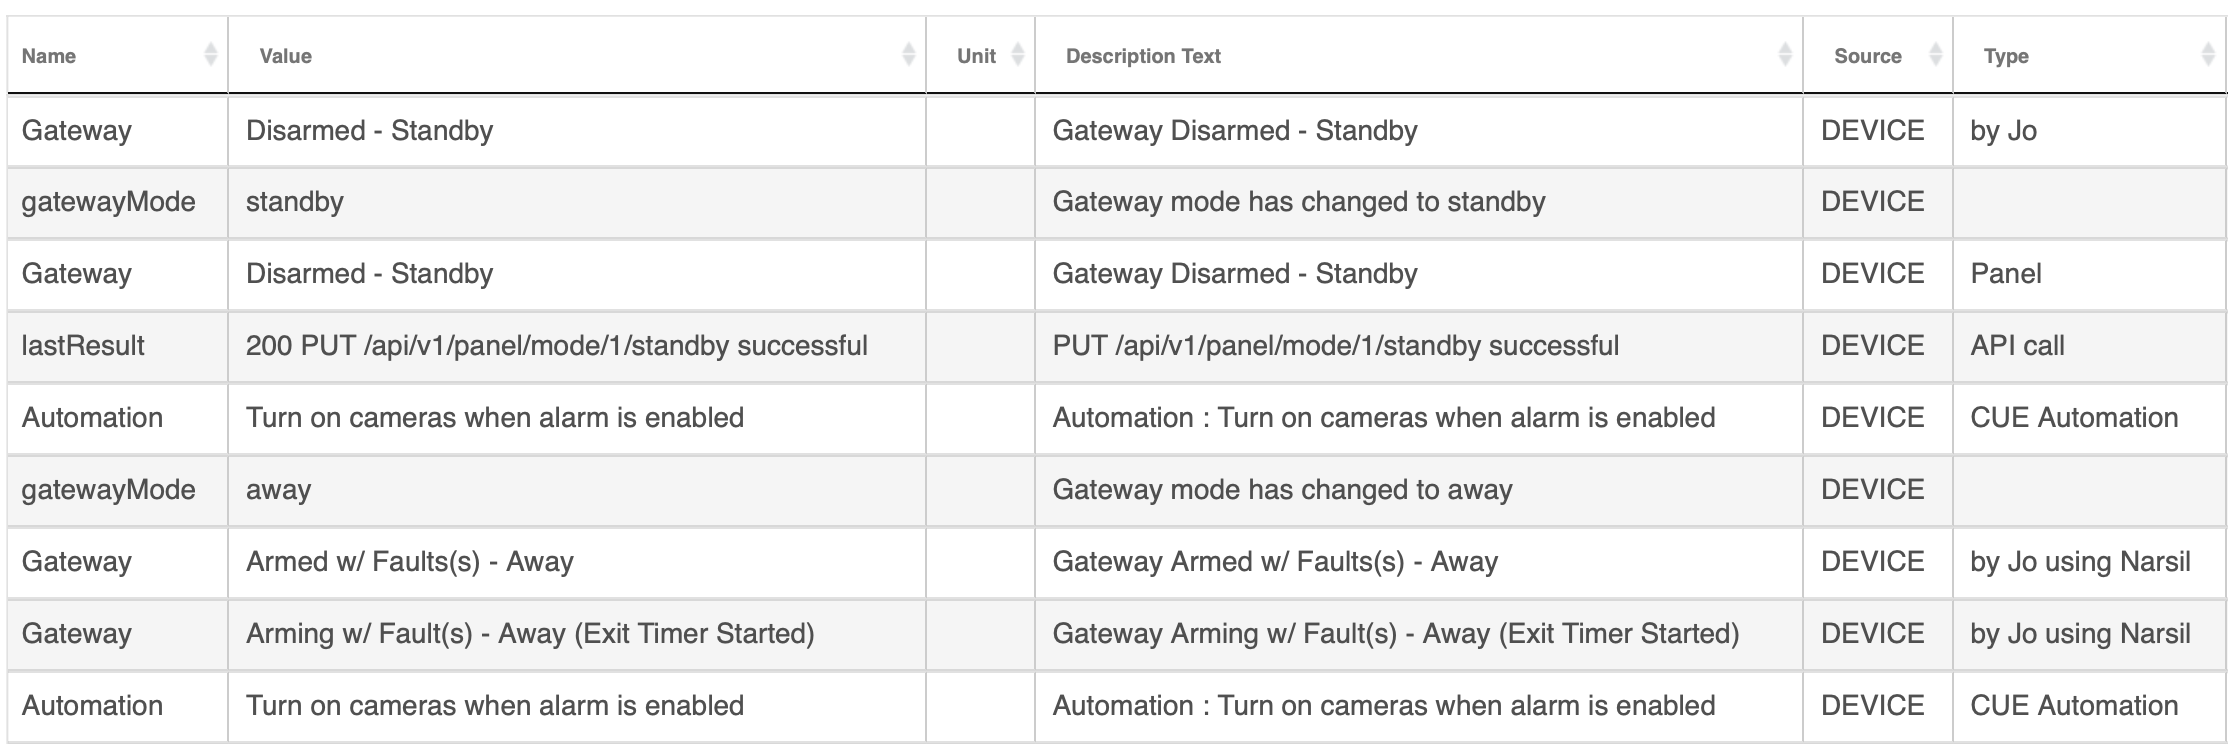 Name Value Unit Description Text Source Type
Gateway Disarmed - Standby Gateway Disarmed - Standby DEVICE by Jo
gatewayMode standby Gateway mode has changed to standby DEVICE
Gateway Disarmed - Standby Gateway Disarmed - Standby DEVICE Panel
lastResult 200 PUT /api/v1/panel/mode/1/standby successful PUT /api/v1/panel/mode/1/standby successful DEVICE API call
Automation Turn on cameras when alarm is enabled Automation : Turn on cameras when alarm is enabled DEVICE CUE Automation
gatewayMode away Gateway mode has changed to away DEVICE
Gateway Armed w/ Faults(s) - Away Gateway Armed w/ Faults(s) - Away DEVICE by Jo using Narsil
Gateway Arming w/ Fault(s) - Away (Exit Timer Started) Gateway Arming w/ Fault(s) - Away (Exit Timer Started) DEVICE by Jo using Narsil
Automation Turn on cameras when alarm is enabled Automation : Turn on cameras when alarm is enabled DEVICE CUE Automation